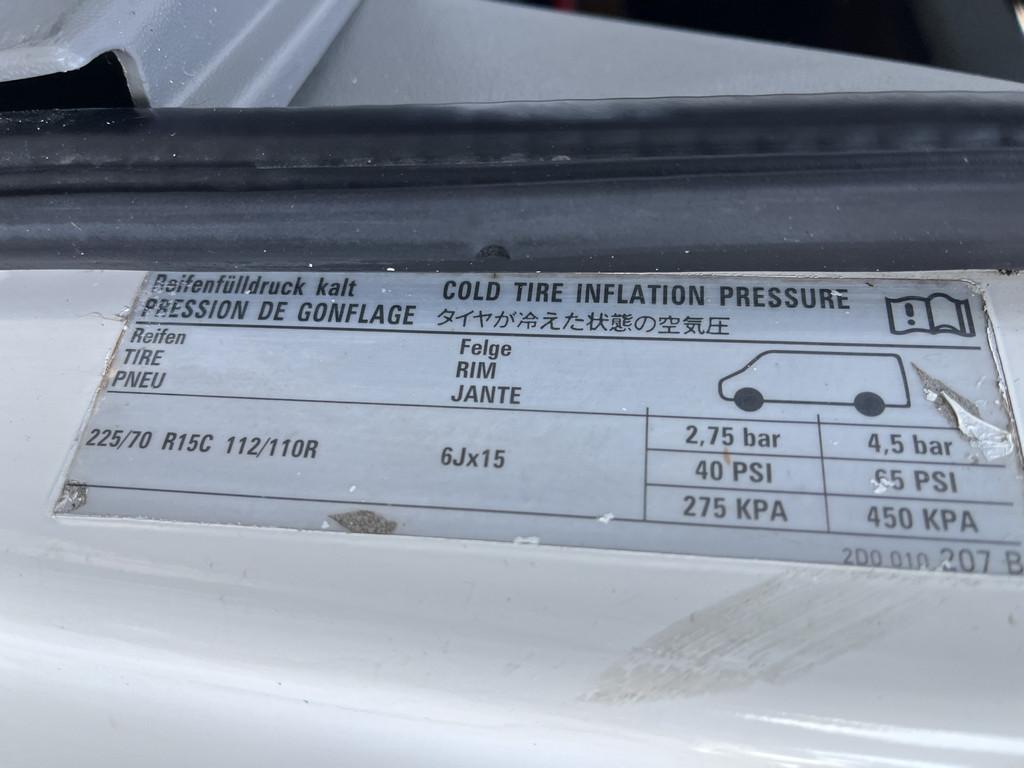 Reifenfülldruck kalt COLD TIRE INFLATION PRESSURE
PRESSION DE GONFLAGE タイヤが冷えた状態の空気圧
Reifen Felge
TIRE RIM
PNEU JANTE
225/70 R15C 112/110R 6Jx15 2,75 bar 4,5 bar
40 PSI 65 PSI
275 KPA 450 KPA
2D0 010 207 B